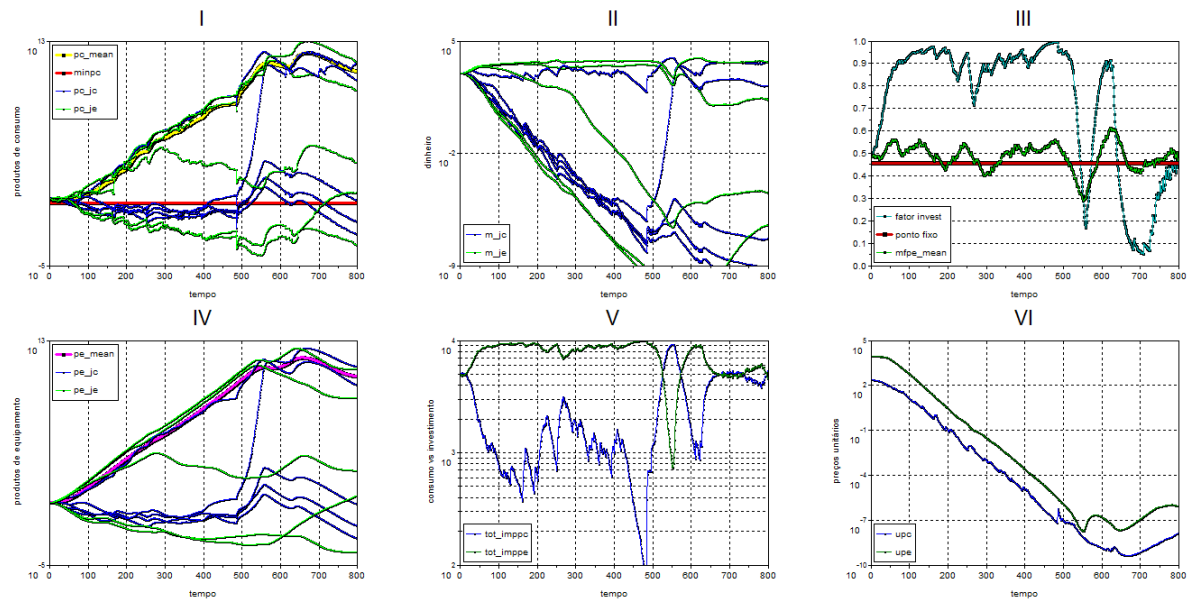 I
13
10
pc_mean
minpc
pc_jc
pc_je
produtos de consumo
-5
10
0 100 200 300 400 500 600 700 800
tempo
II
5
10
dinheiro
-2
m_jc
m_je
-9
10
0 100 200 300 400 500 600 700 800
tempo
III
1.0
0.9
0.8
0.7
0.6
0.5
0.4
0.3
0.2
0.1
0.0
fator invest
ponto fixo
mfpe_mean
0 100 200 300 400 500 600 700 800
tempo
IV
13
10
pe_mean
pe_jc
pe_je
produtos de equipamento
-5
10
0 100 200 300 400 500 600 700 800
tempo
V
4
10
consumo vs investimento
3
10
tot_imppc
tot_imppe
2
10
0 100 200 300 400 500 600 700 800
tempo
VI
5
10
2
10
-1
10
preços unitários
-4
10
-7
10
upc
upe
-10
10
0 100 200 300 400 500 600 700 800
tempo